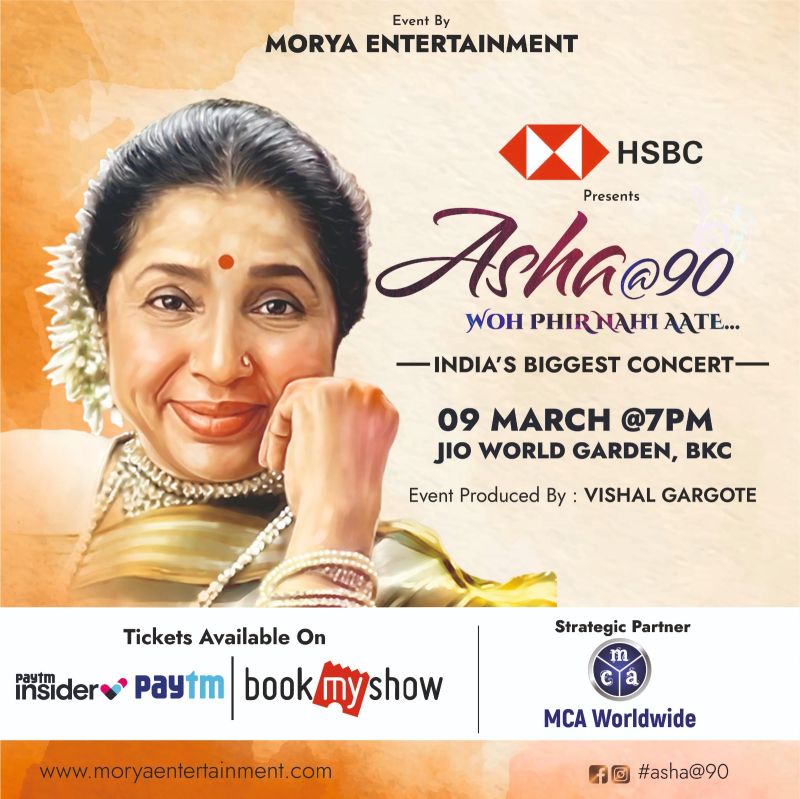 Event By
MORYA ENTERTAINMENT
HSBC
Presents
Asha@90
WOH PHIR NAHI AATE...
INDIA'S BIGGEST CONCERT
09 MARCH @7PM
JIO WORLD GARDEN, BKC
Event Produced By : VISHAL GARGOTE
Tickets Available On
paytm
insider
paytm
bookmyshow
Strategic Partner
m
c a
MCA Worldwide
www.moryaentertainment.com
#asha@90